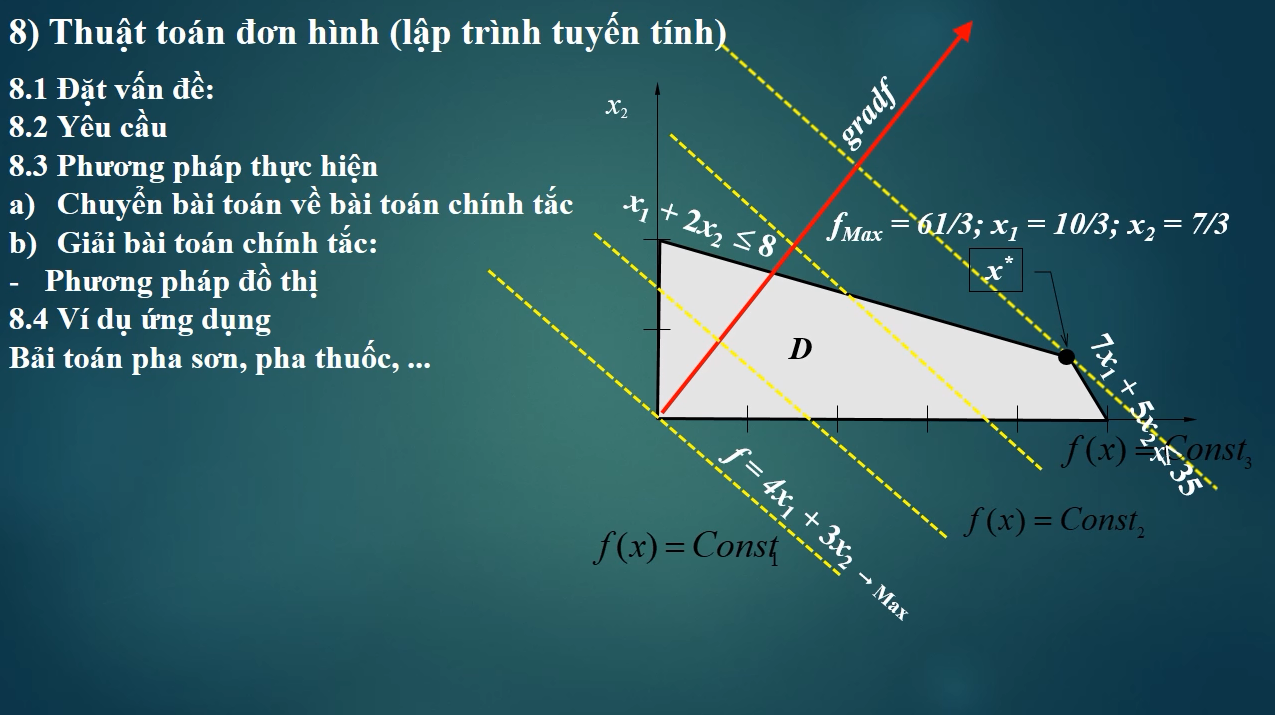 8) Thuật toán đơn hình (lập trình tuyến tính)
8.1 Đặt vấn đề:
8.2 Yêu cầu
8.3 Phương pháp thực hiện
a) Chuyển bài toán về bài toán chính tắc
b) Giải bài toán chính tắc:
- Phương pháp đồ thị
8.4 Ví dụ ứng dụng
Bải toán pha sơn, pha thuốc, ...
x₂
gradf
x₁ + 2x₂ ≤ 8
f_Max = 61/3; x₁ = 10/3; x₂ = 7/3
x*
D
7x₁ + 5x₂ ≤ 35
f(x) = Const₃
f = 4x₁ + 3x₂ → Max
f(x) = Const₂
f(x) = Const₁